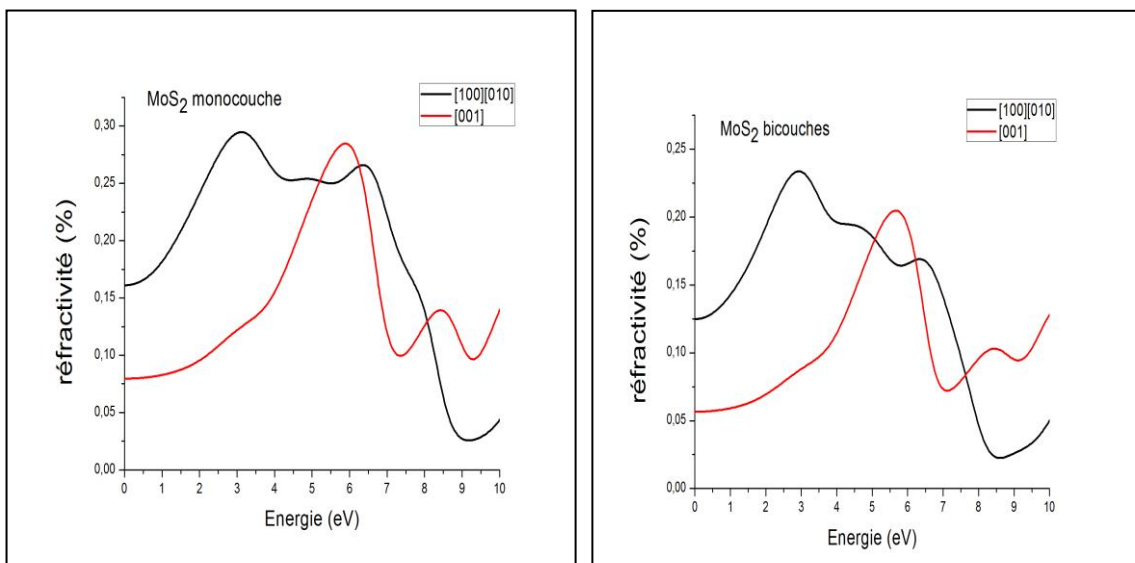 MoS2 monocouche
[100][010]
[001]
réfractivité (%)
0,30
0,25
0,20
0,15
0,10
0,05
0,00
0 1 2 3 4 5 6 7 8 9 10
Energie (eV)
MoS2 bicouches
[100][010]
[001]
réfractivité (%)
0,25
0,20
0,15
0,10
0,05
0,00
0 1 2 3 4 5 6 7 8 9 10
Energie (eV)